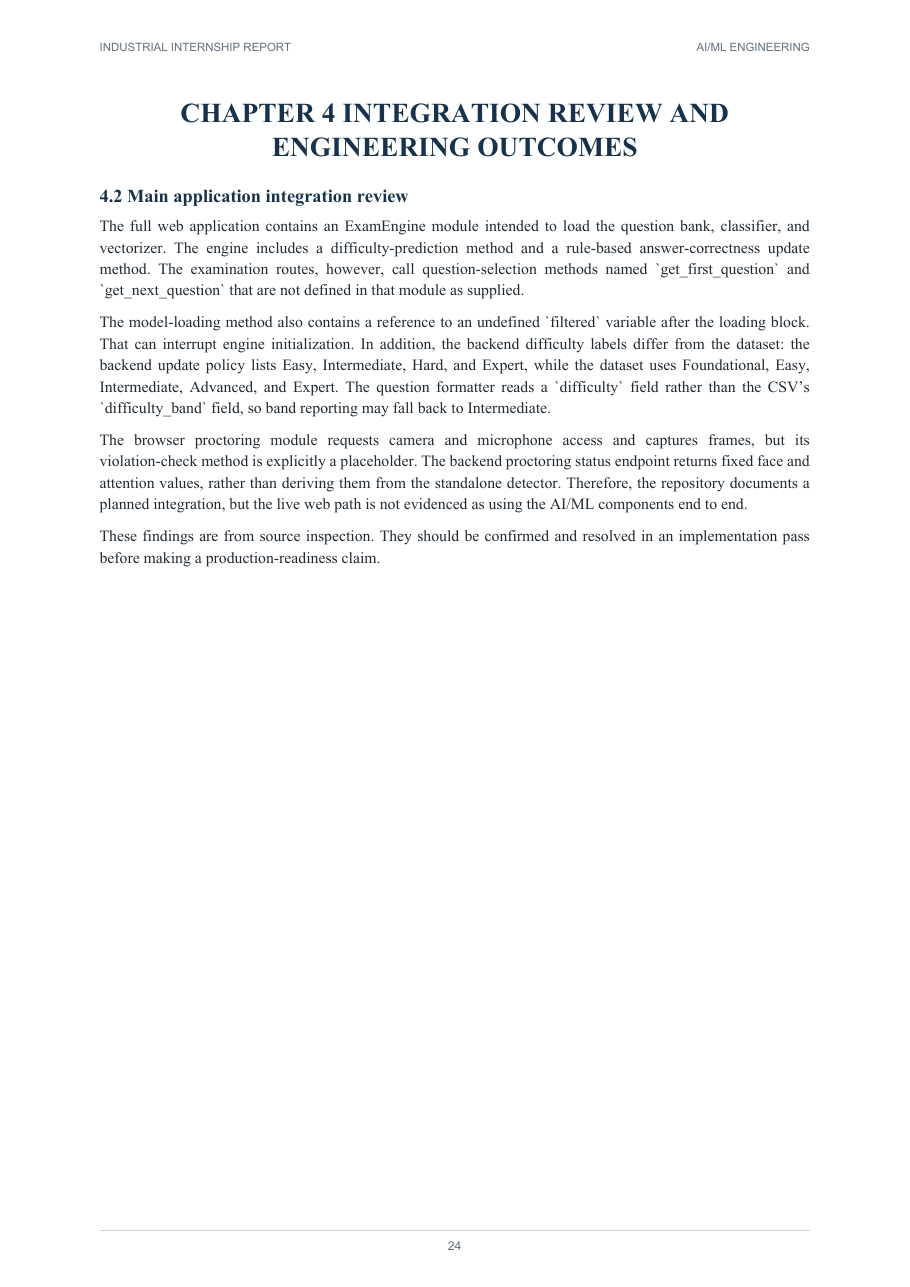 INDUSTRIAL INTERNSHIP REPORT
AI/ML ENGINEERING
CHAPTER 4 INTEGRATION REVIEW AND
ENGINEERING OUTCOMES
4.2 Main application integration review
The full web application contains an ExamEngine module intended to load the question bank, classifier, and
vectorizer. The engine includes a difficulty-prediction method and a rule-based answer-correctness update
method. The examination routes, however, call question-selection methods named `get_first_question` and
`get_next_question` that are not defined in that module as supplied.
The model-loading method also contains a reference to an undefined `filtered` variable after the loading block.
That can interrupt engine initialization. In addition, the backend difficulty labels differ from the dataset: the
backend update policy lists Easy, Intermediate, Hard, and Expert, while the dataset uses Foundational, Easy,
Intermediate, Advanced, and Expert. The question formatter reads a `difficulty` field rather than the CSV’s
`difficulty_band` field, so band reporting may fall back to Intermediate.
The browser proctoring module requests camera and microphone access and captures frames, but its
violation-check method is explicitly a placeholder. The backend proctoring status endpoint returns fixed face and
attention values, rather than deriving them from the standalone detector. Therefore, the repository documents a
planned integration, but the live web path is not evidenced as using the AI/ML components end to end.
These findings are from source inspection. They should be confirmed and resolved in an implementation pass
before making a production-readiness claim.
24